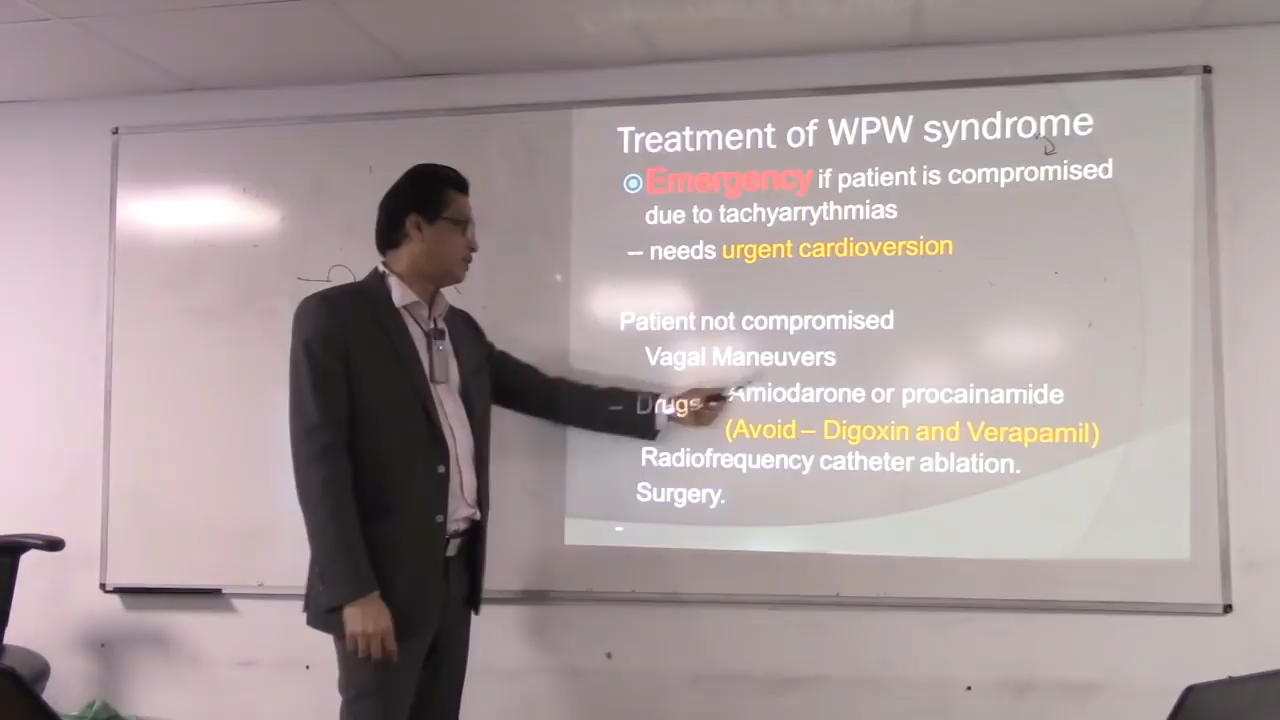 Treatment of WPW syndrome
Emergency if patient is compromised
due to tachyarrythmias
– needs urgent cardioversion
Patient not compromised
Vagal Maneuvers
– Drugs – Amiodarone or procainamide
(Avoid – Digoxin and Verapamil)
Radiofrequency catheter ablation.
Surgery.